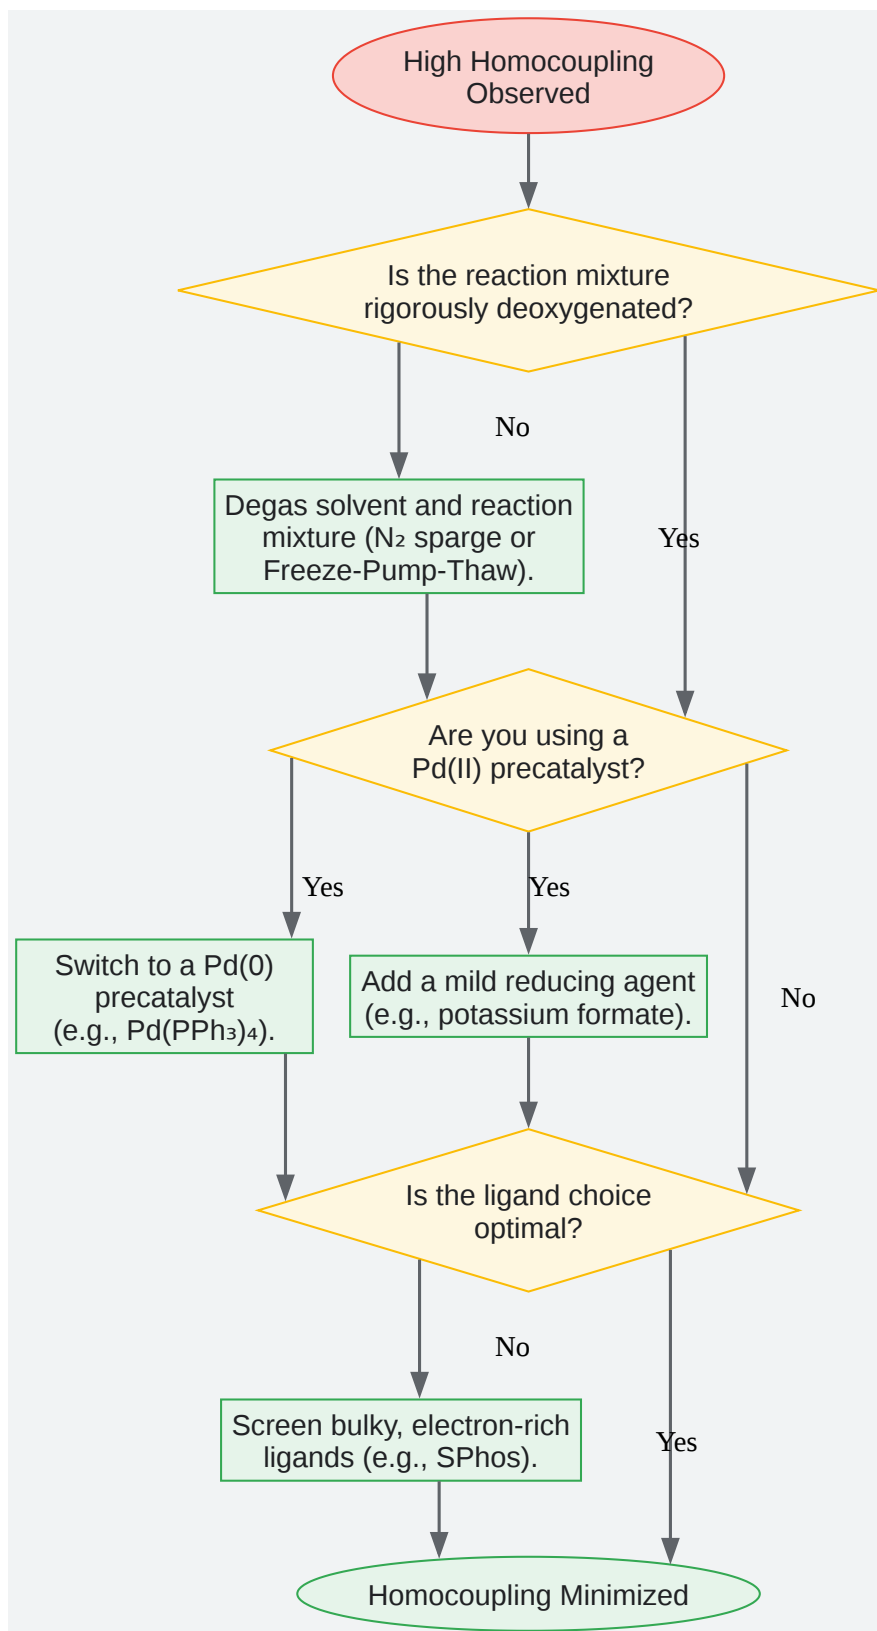 High Homocoupling
Observed
Is the reaction mixture
rigorously deoxygenated?
No
Degas solvent and reaction
mixture (N₂ sparge or
Freeze-Pump-Thaw).
Yes
Are you using a
Pd(II) precatalyst?
Yes
Yes
Switch to a Pd(0)
precatalyst
(e.g., Pd(PPh₃)₄).
Add a mild reducing agent
(e.g., potassium formate).
No
Is the ligand choice
optimal?
No
Screen bulky, electron-rich
ligands (e.g., SPhos).
Yes
Homocoupling Minimized